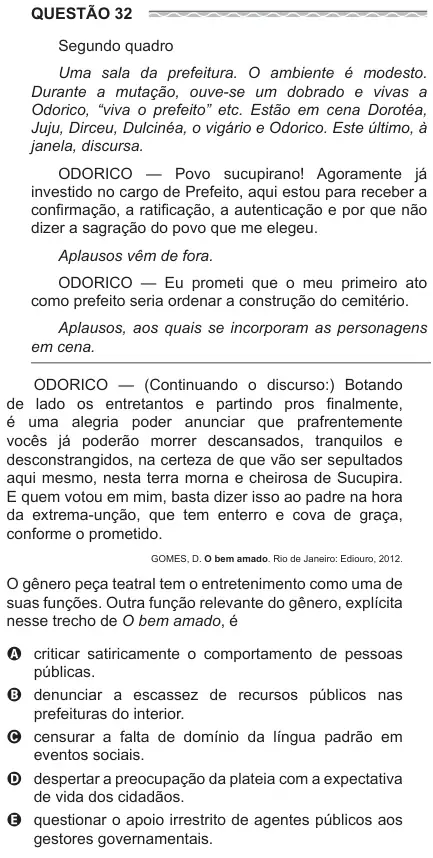 QUESTÃO 32
Segundo quadro
Uma sala da prefeitura. O ambiente é modesto.
Durante a mutação, ouve-se um dobrado e vivas a
Odorico, “viva o prefeito” etc. Estão em cena Dorotéa,
Juju, Dirceu, Dulcinéa, o vigário e Odorico. Este último, à
janela, discursa.
ODORICO — Povo sucupirano! Agoramente já
investido no cargo de Prefeito, aqui estou para receber a
confirmação, a ratificação, a autenticação e por que não
dizer a sagração do povo que me elegeu.
Aplausos vêm de fora.
ODORICO — Eu prometi que o meu primeiro ato
como prefeito seria ordenar a construção do cemitério.
Aplausos, aos quais se incorporam as personagens
em cena.
ODORICO — (Continuando o discurso:) Botando
de lado os entretantos e partindo pros finalmente,
é uma alegria poder anunciar que prafrentemente
vocês já poderão morrer descansados, tranquilos e
desconstrangidos, na certeza de que vão ser sepultados
aqui mesmo, nesta terra morna e cheirosa de Sucupira.
E quem votou em mim, basta dizer isso ao padre na hora
da extrema-unção, que tem enterro e cova de graça,
conforme o prometido.
GOMES, D. O bem amado. Rio de Janeiro: Ediouro, 2012.
O gênero peça teatral tem o entretenimento como uma de
suas funções. Outra função relevante do gênero, explícita
nesse trecho de O bem amado, é
A criticar satiricamente o comportamento de pessoas
públicas.
B denunciar a escassez de recursos públicos nas
prefeituras do interior.
C censurar a falta de domínio da língua padrão em
eventos sociais.
D despertar a preocupação da plateia com a expectativa
de vida dos cidadãos.
E questionar o apoio irrestrito de agentes públicos aos
gestores governamentais.